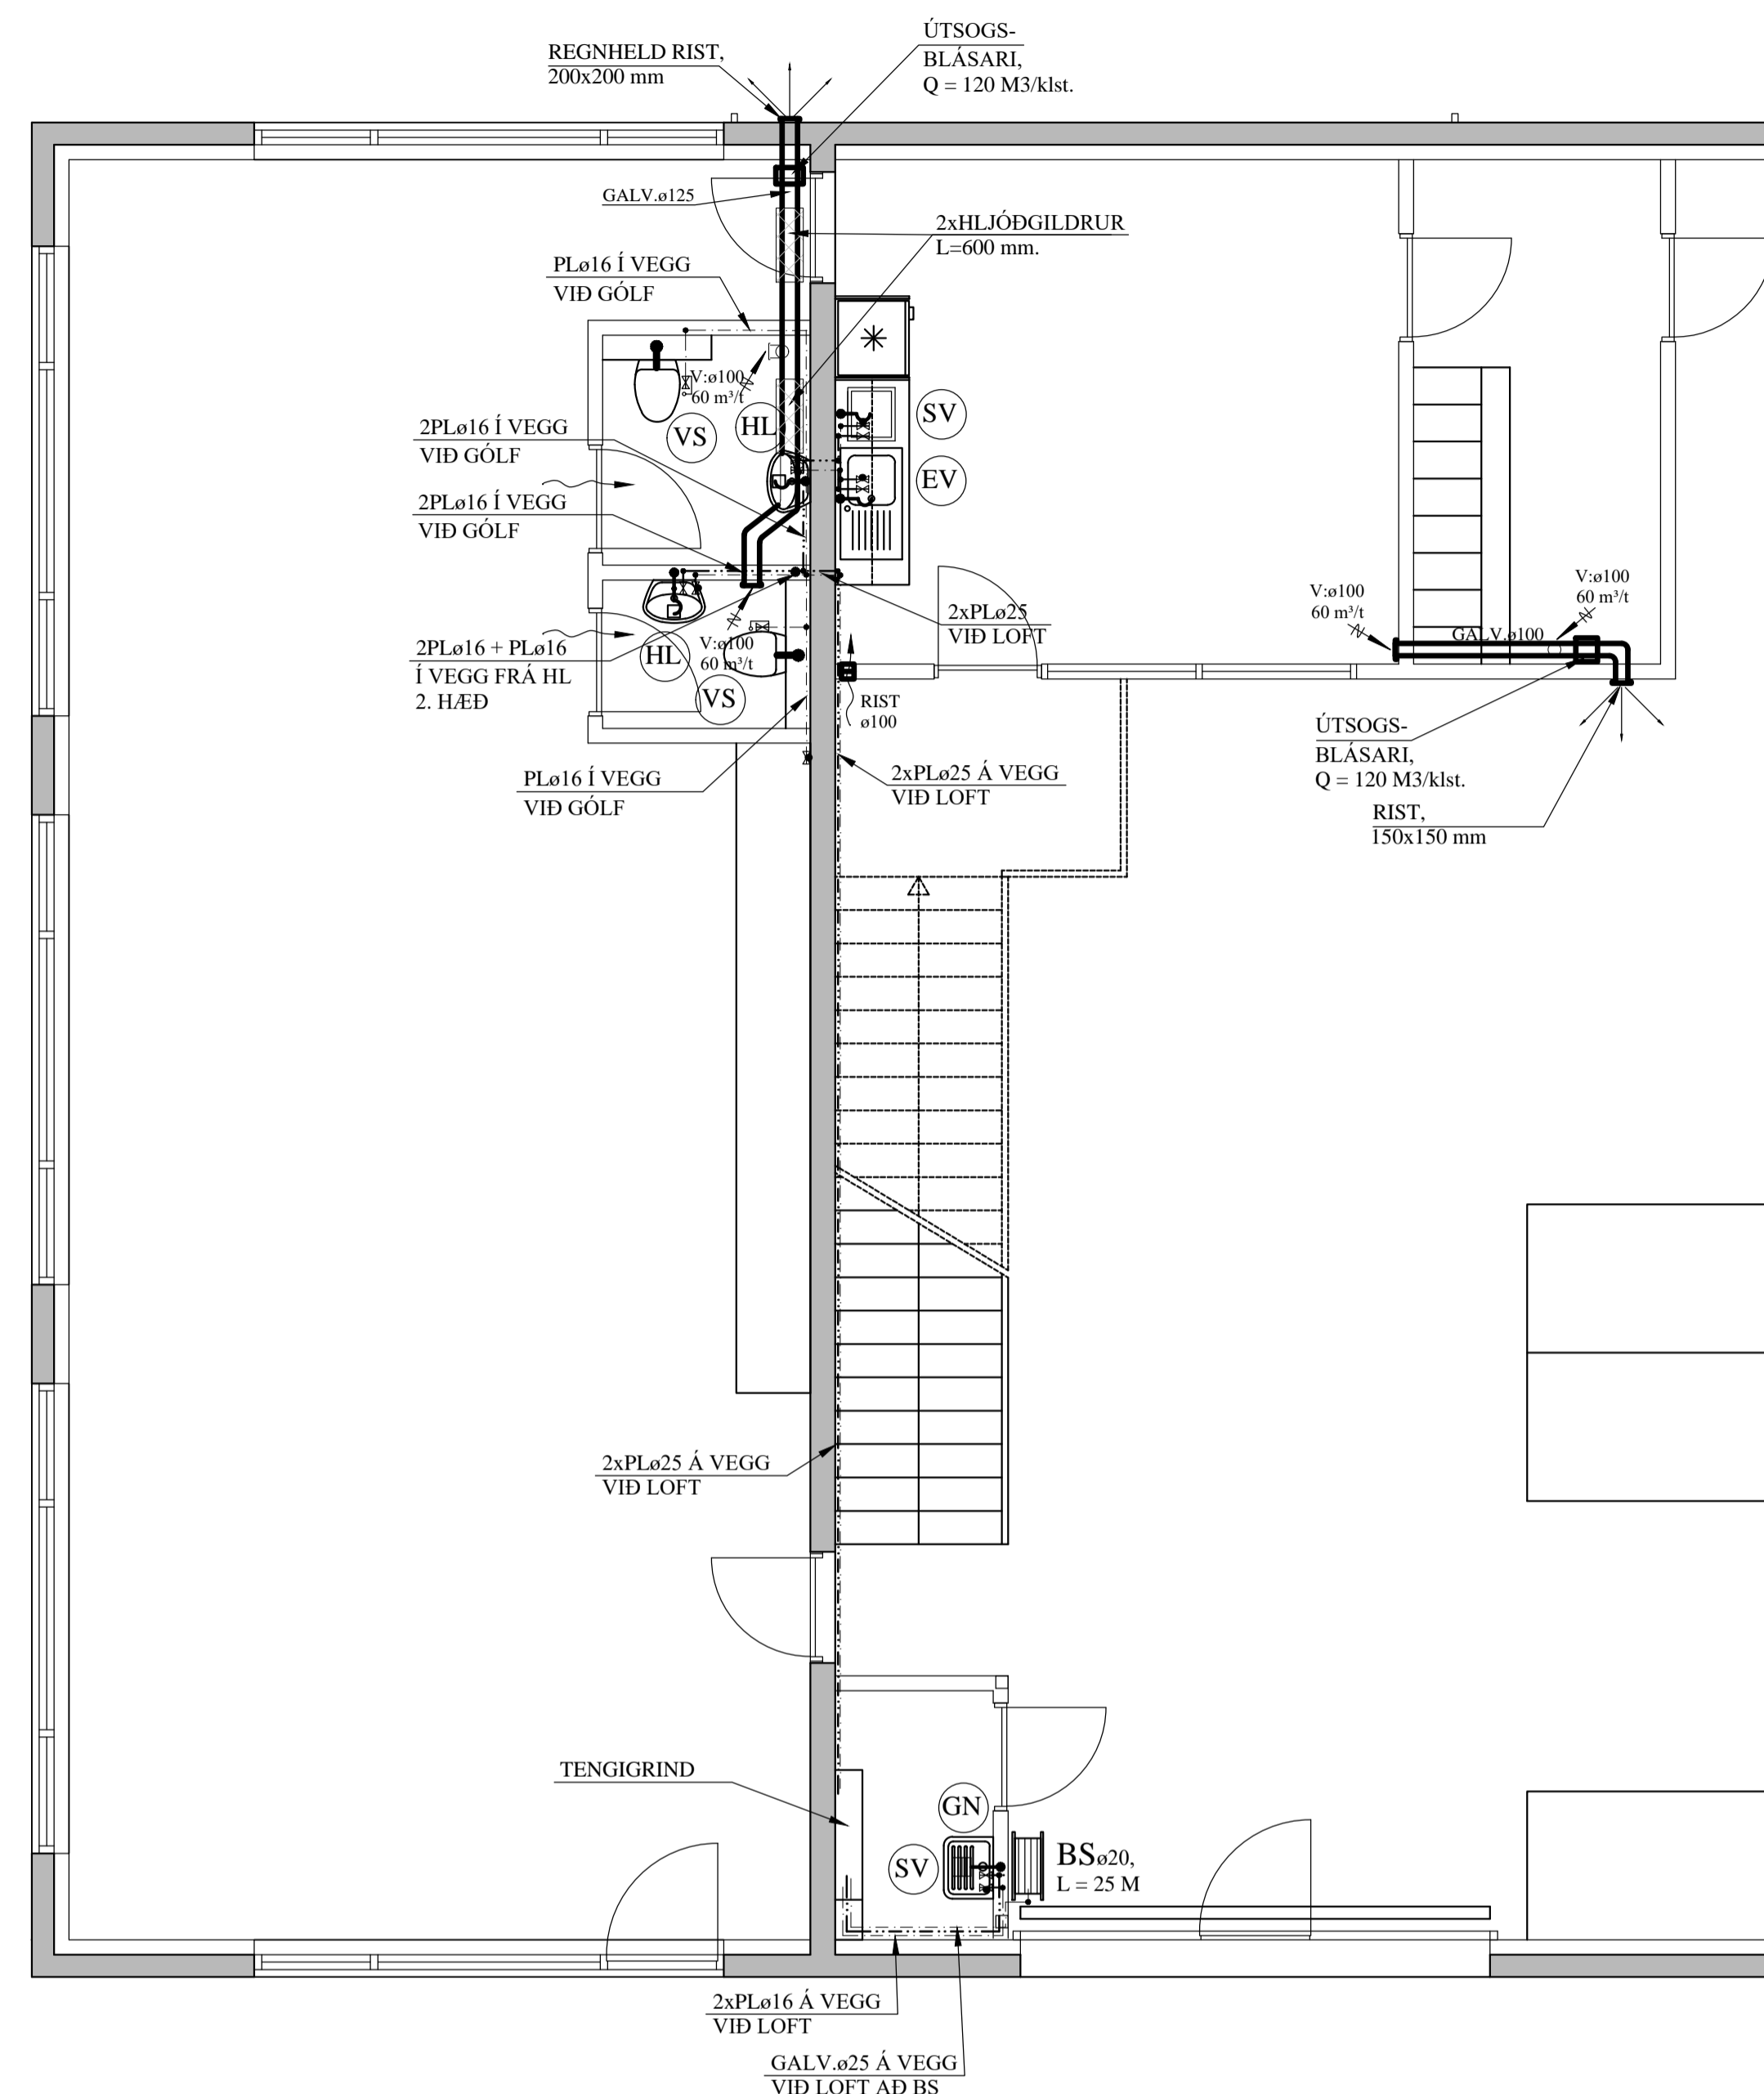 ÚTSOGS-
BLÁSARI,
Q = 120 M3/klst.
REGNHELD RIST,
200x200 mm
GALV.ø125
2xHLJÓÐGILDRUR
L=600 mm.
PLø16 Í VEGG
VIÐ GÓLF
V:ø100
60 m³/t
VS
HL
SV
EV
2PLø16 Í VEGG
VIÐ GÓLF
2PLø16 Í VEGG
VIÐ GÓLF
2xPLø25
VIÐ LOFT
2PLø16 + PLø16
Í VEGG FRÁ HL
2. HÆÐ
HL
V:ø100
60 m³/t
VS
RIST
ø100
V:ø100
60 m³/t
V:ø100
60 m³/t
GALV.ø100
ÚTSOGS-
BLÁSARI,
Q = 120 M3/klst.
RIST,
150x150 mm
PLø16 Í VEGG
VIÐ GÓLF
2xPLø25 Á VEGG
VIÐ LOFT
2xPLø25 Á VEGG
VIÐ LOFT
TENGIGRIND
GN
SV
BSø20,
L = 25 M
2xPLø16 Á VEGG
VIÐ LOFT
GALV.ø25 Á VEGG
VIÐ LOFT AÐ BS